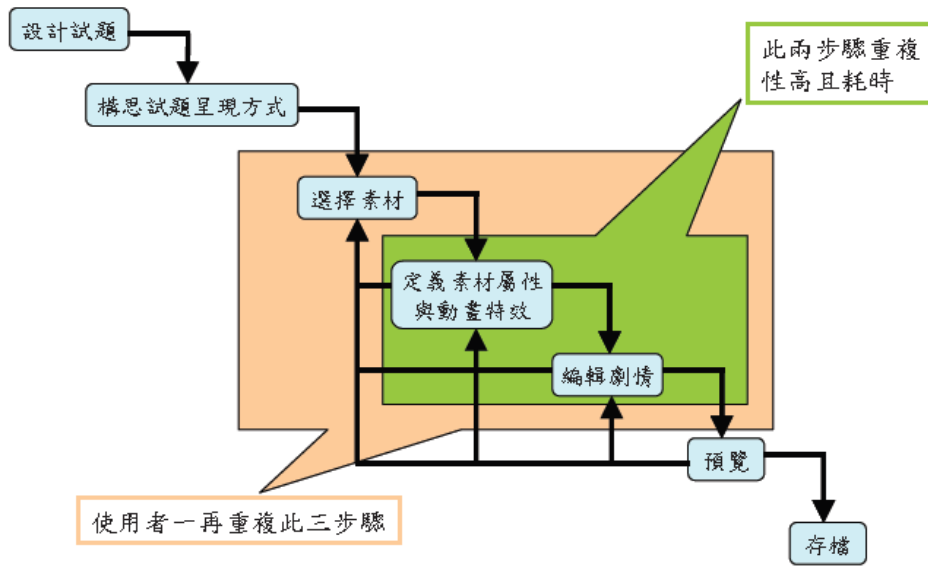 設計試題
此兩步驟重複
性高且耗時
構思試題呈現方式
選擇素材
定義素材屬性
與動畫特效
編輯劇情
預覽
使用者一再重複此三步驟
存檔